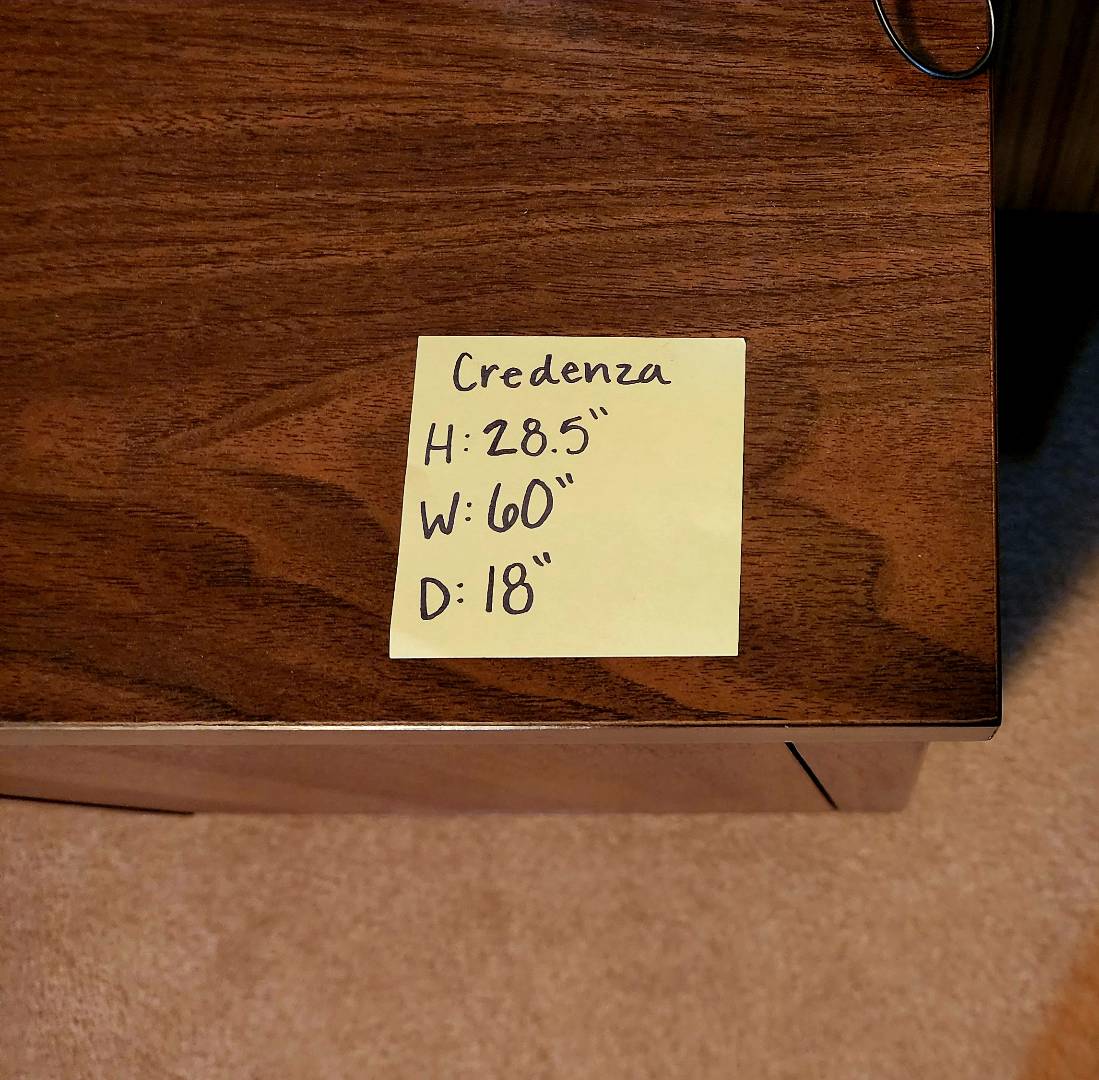 Credenza
H: 28.5"
W: 60"
D: 18"